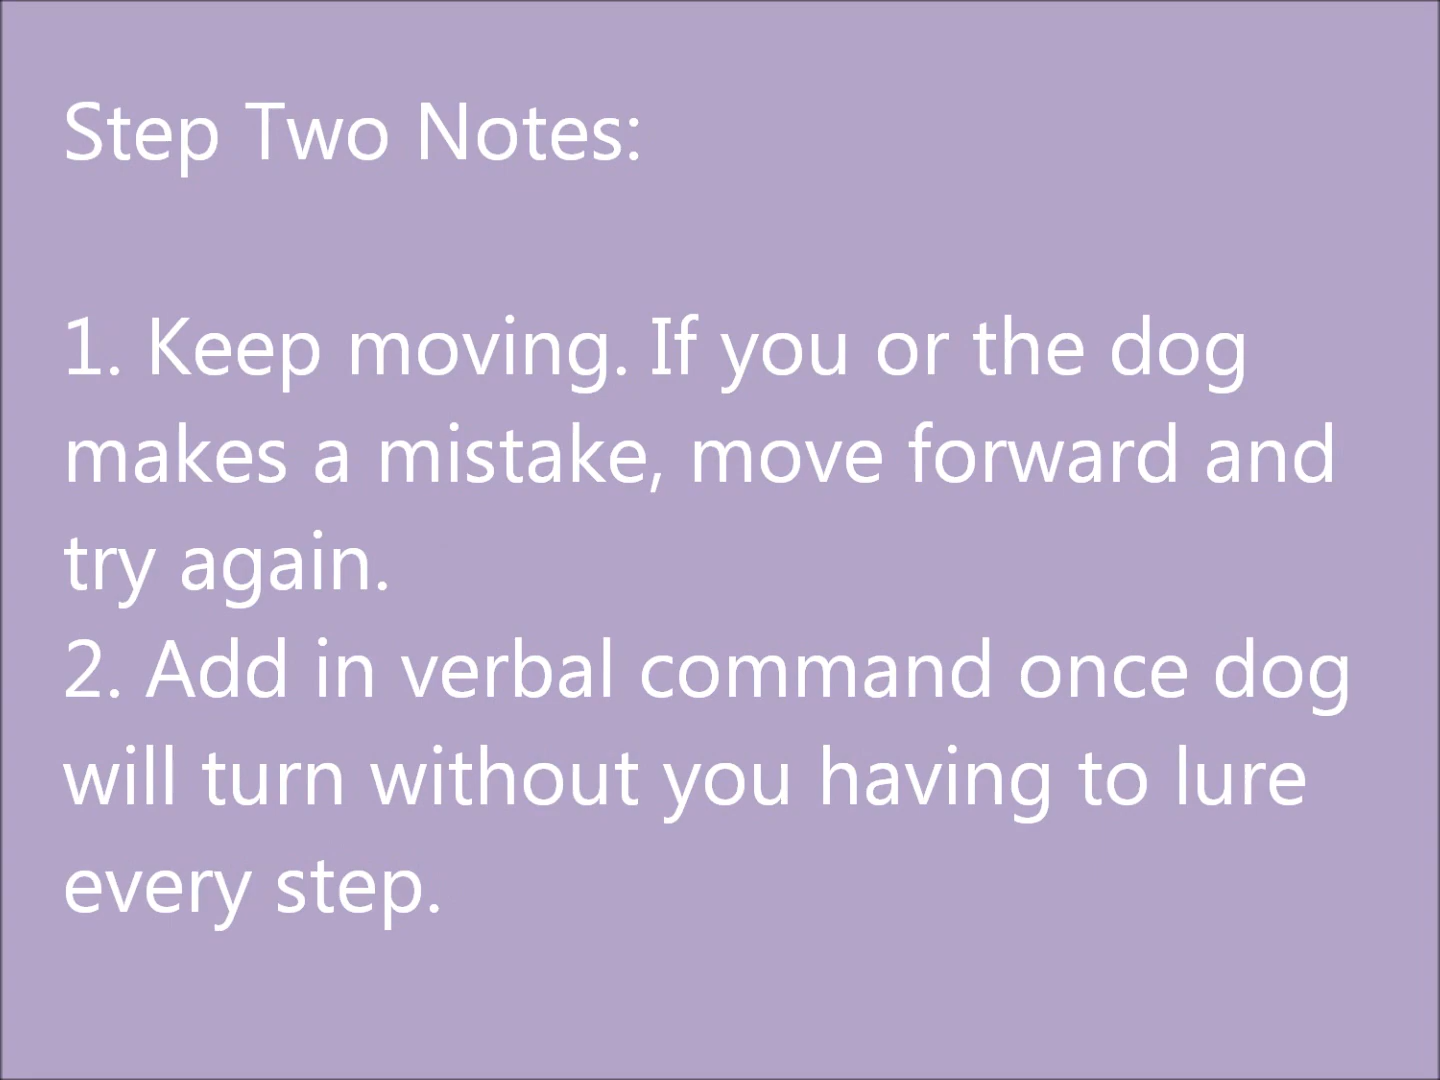 Step Two Notes:
1. Keep moving. If you or the dog
makes a mistake, move forward and
try again.
2. Add in verbal command once dog
will turn without you having to lure
every step.